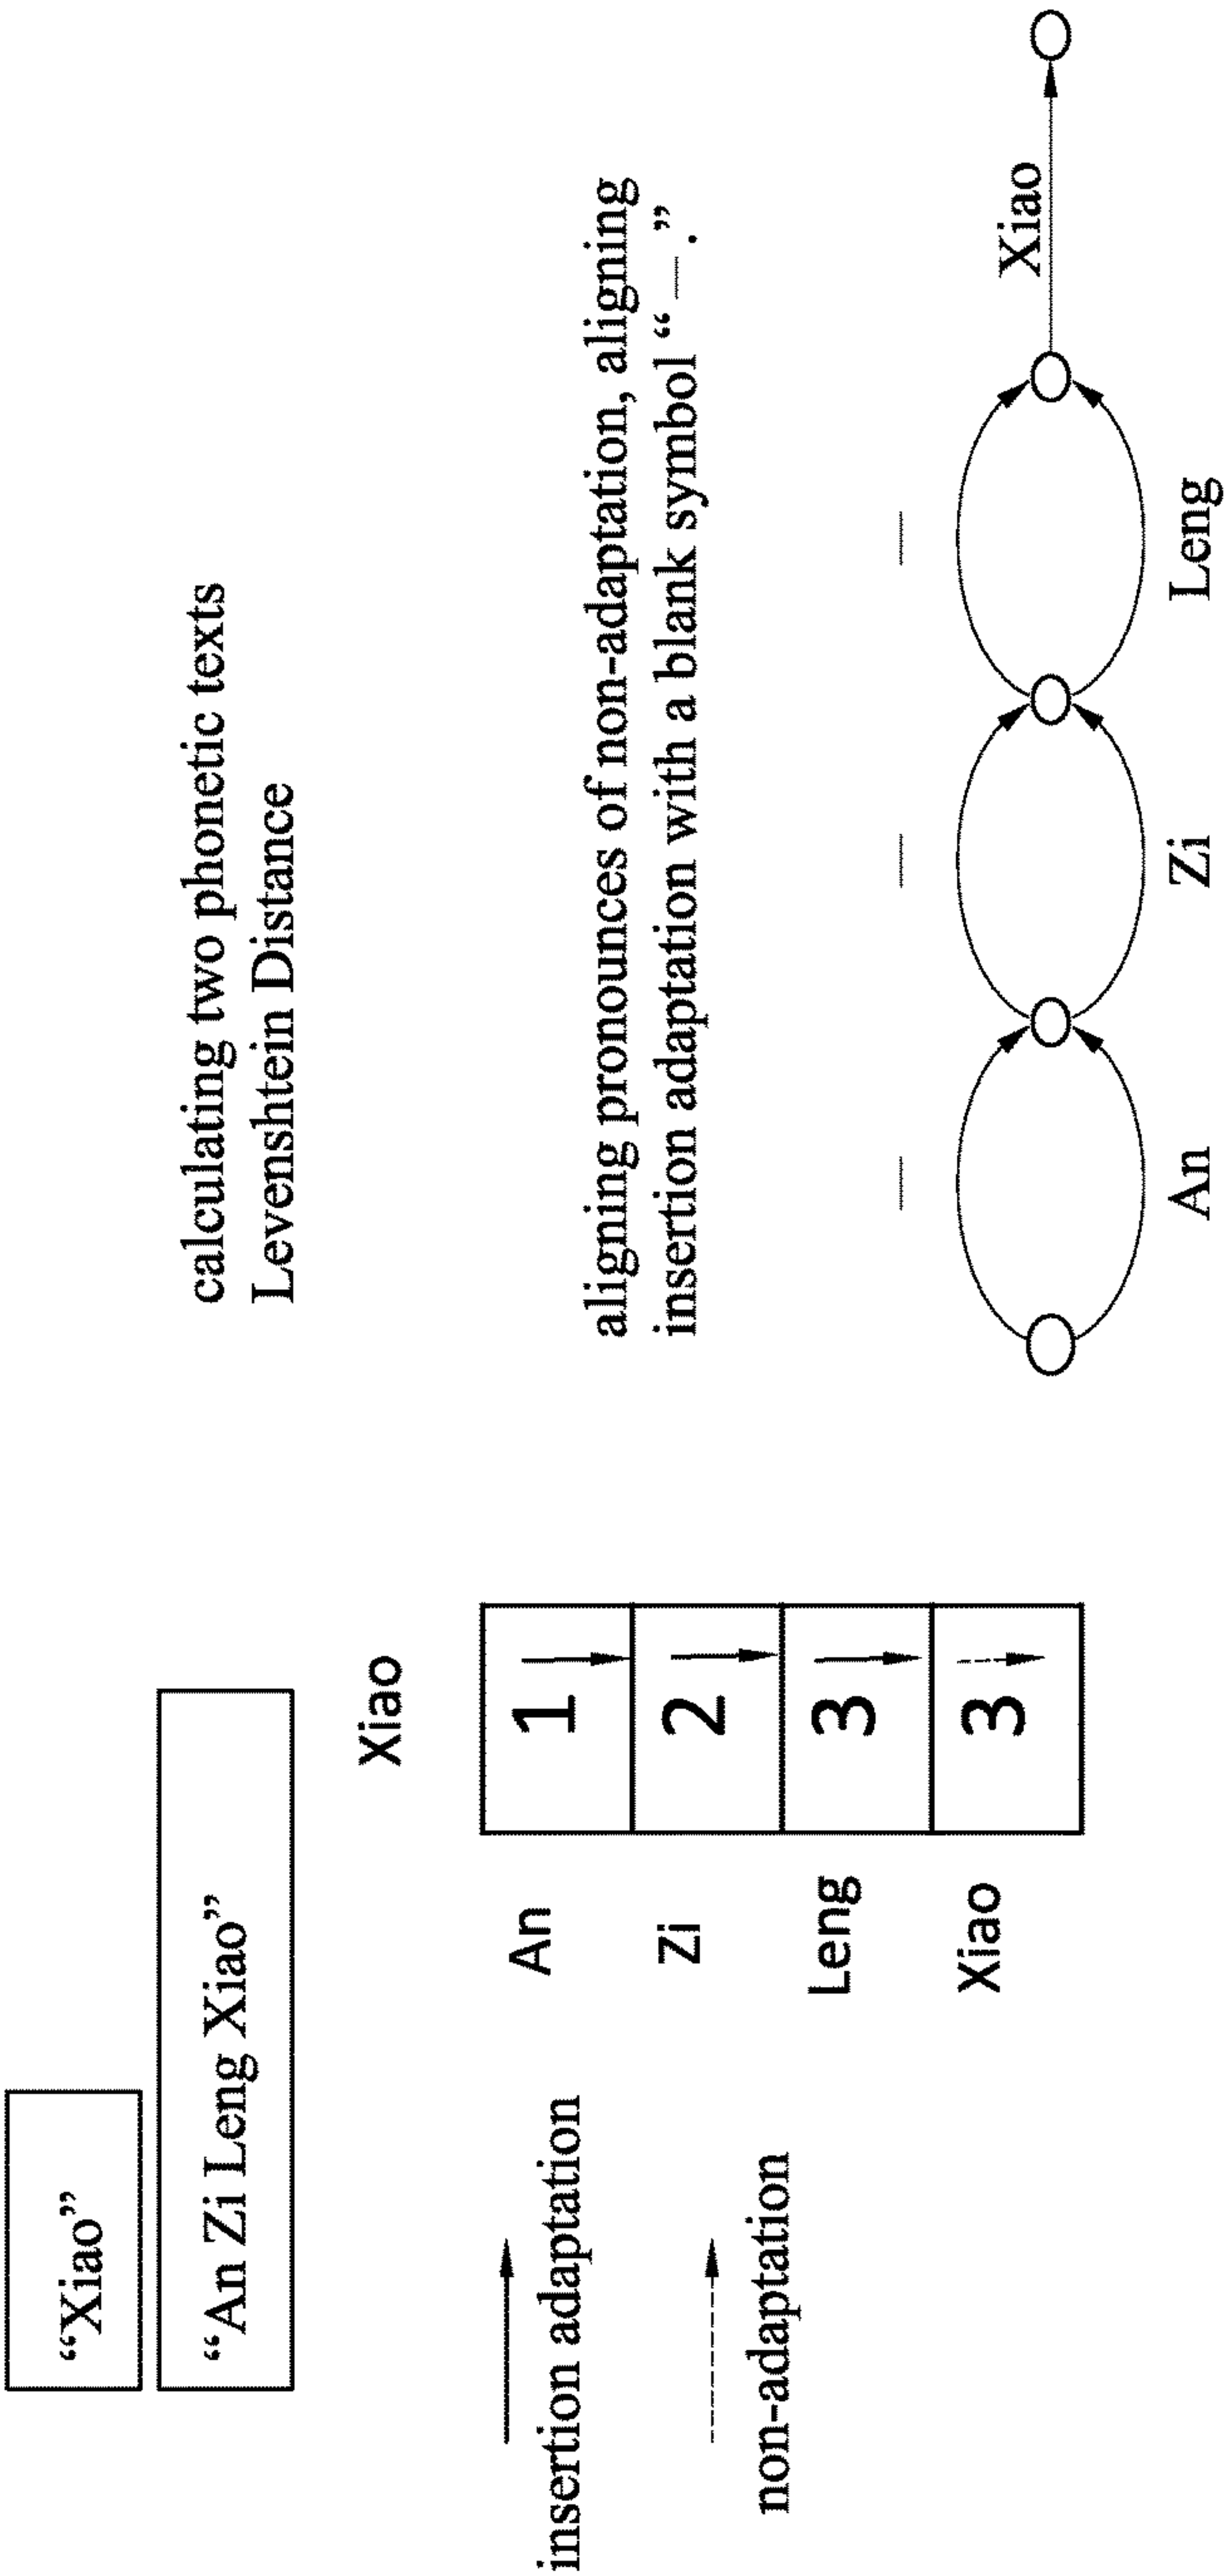 “Xiao”
“An Zi Leng Xiao”
calculating two phonetic texts
Levenshtein Distance
insertion adaptation
non-adaptation
Xiao
An 1
Zi 2
Leng 3
Xiao 3
aligning pronounces of non-adaptation, aligning
insertion adaptation with a blank symbol “—.”
— — —
Xiao
An Zi Leng